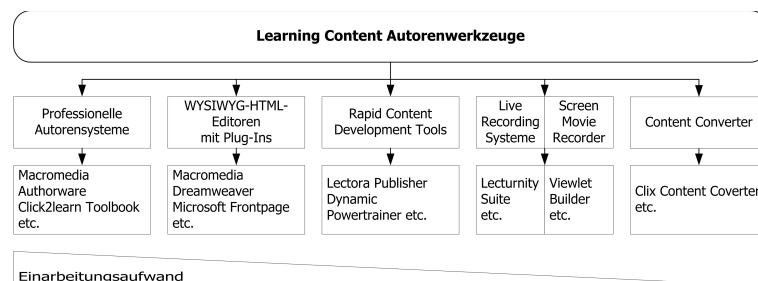 Learning Content Autorenwerkzeuge
Professionelle
Autorensysteme
WYSIWYG-HTML-
Editoren
mit Plug-Ins
Rapid Content
Development Tools
Live
Recording
Systeme
Screen
Movie
Recorder
Content Converter
Macromedia
Authorware
Click2learn Toolbook
etc.
Macromedia
Dreamweaver
Microsoft Frontpage
etc.
Lectora Publisher
Dynamic
Powertrainer etc.
Lecturnity
Suite
etc.
Viewlet
Builder
etc.
Clix Content Coverter
etc.
Einarbeitungsaufwand